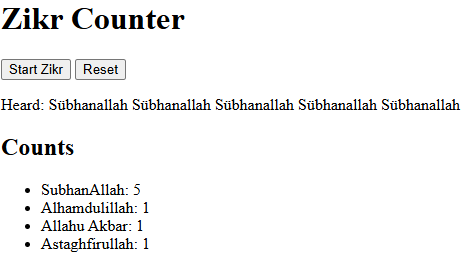 Zikr Counter
Start Zikr Reset
Heard: Sübhanallah Sübhanallah Sübhanallah Sübhanallah Sübhanallah
Counts
SubhanAllah: 5
Alhamdulillah: 1
Allahu Akbar: 1
Astaghfirullah: 1